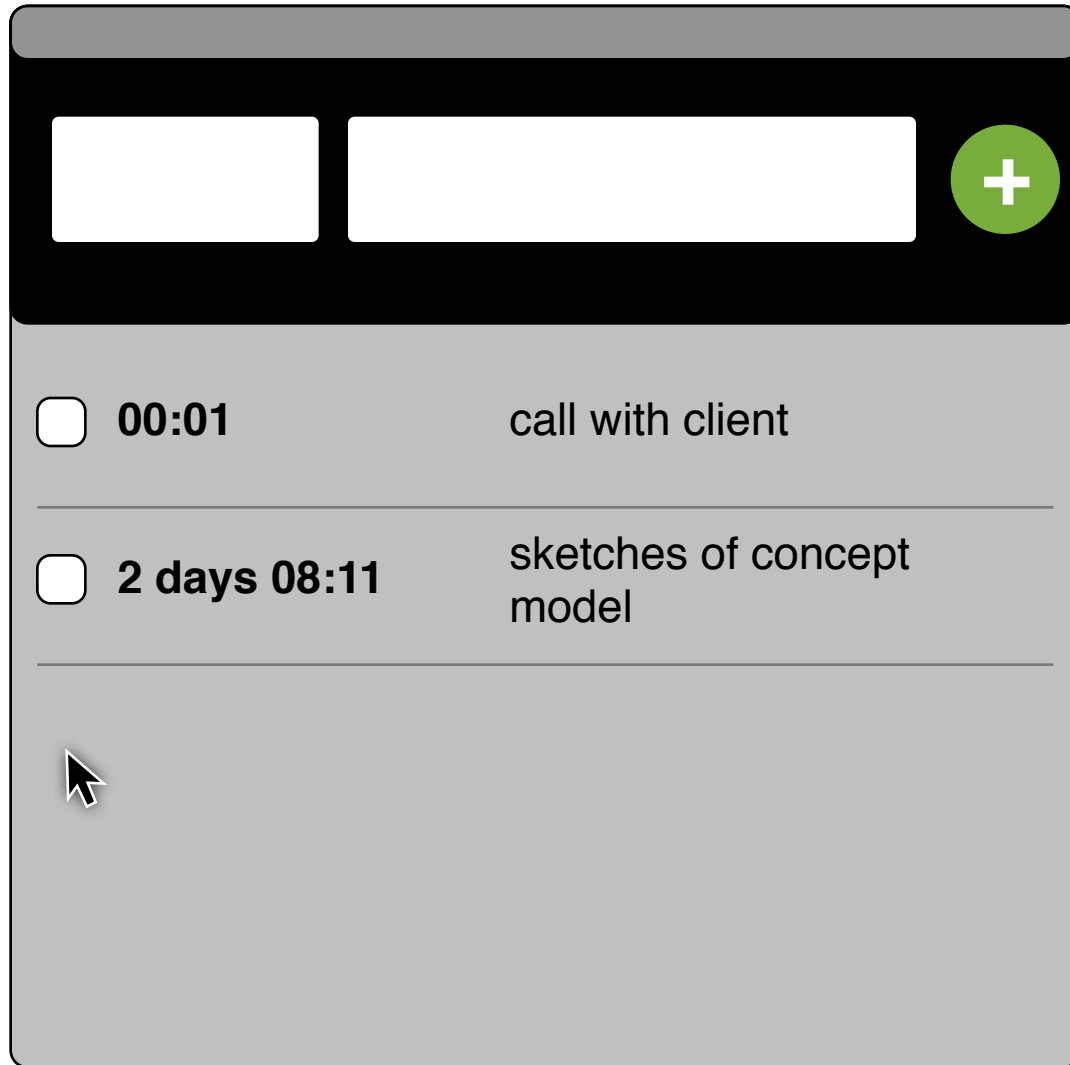 +
00:01
call with client
2 days 08:11
sketches of concept
model